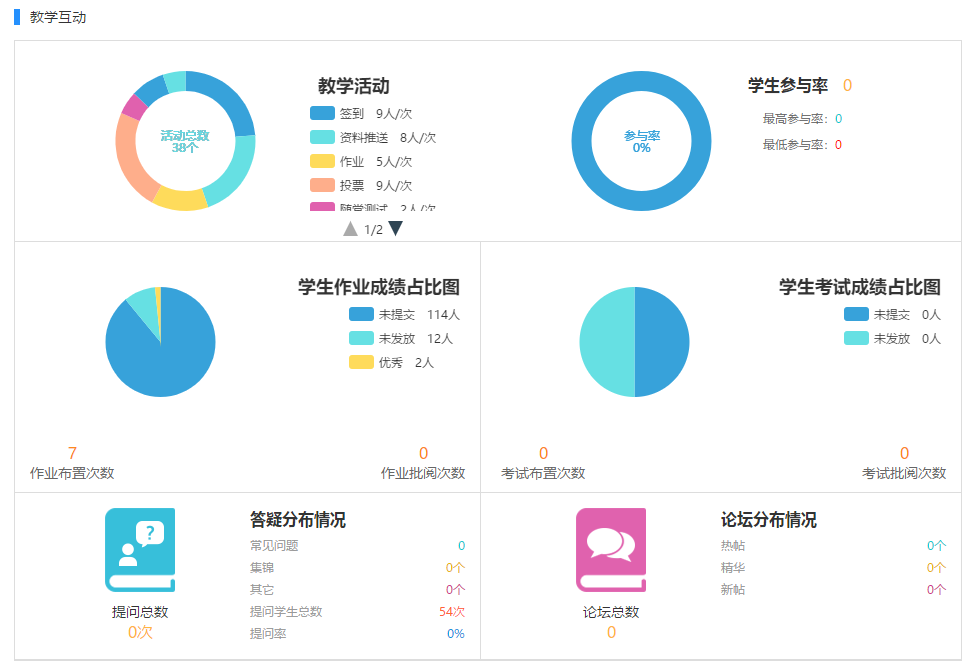 教学互动
教学活动
活动总数
38个
签到 9人/次
资料推送 8人/次
作业 5人/次
投票 9人/次
随堂测试 2人/次
1/2
参与率
0%
学生参与率 0
最高参与率: 0
最低参与率: 0
学生作业成绩占比图
未提交 114人
未发放 12人
优秀 2人
7
作业布置次数
0
作业批阅次数
学生考试成绩占比图
未提交 0人
未发放 0人
0
考试布置次数
0
考试批阅次数
?
提问总数
0次
答疑分布情况
常见问题 0
集锦 0个
其它 0个
提问学生总数 54次
提问率 0%
论坛总数
0
论坛分布情况
热帖 0个
精华 0个
新帖 0个